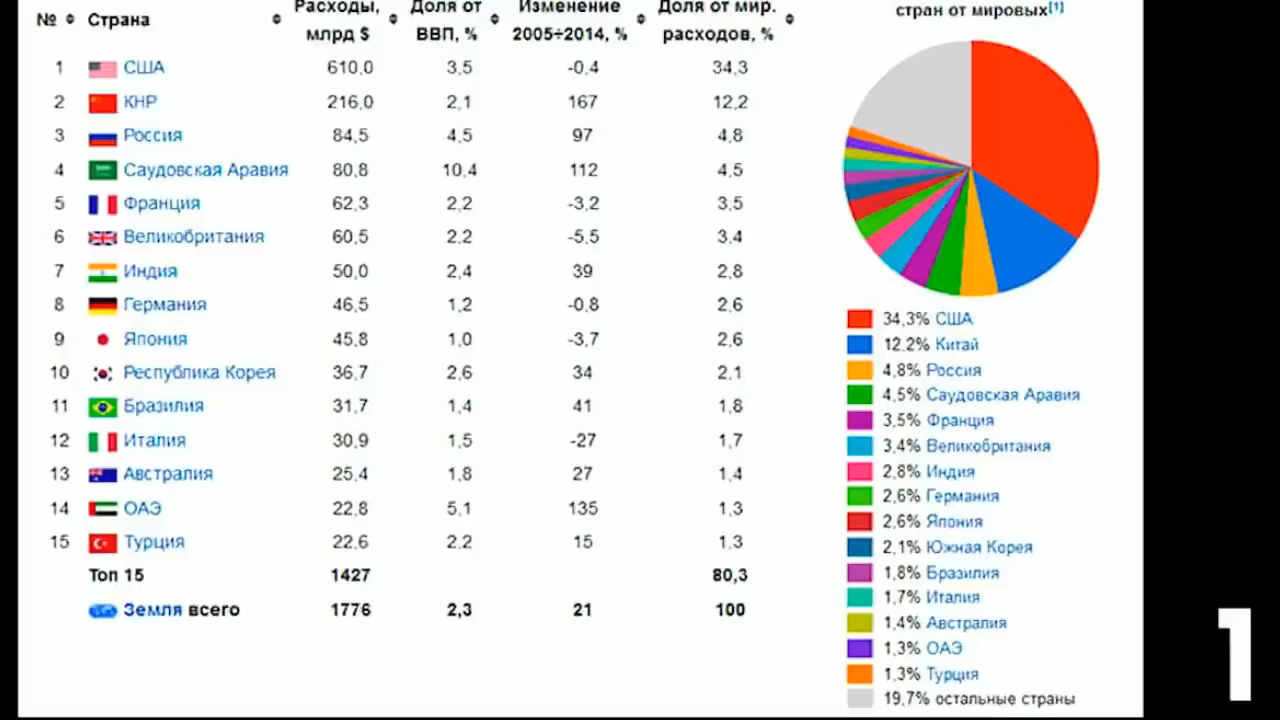 Расходы, Доля от Изменение Доля от мир.
№ Страна млрд $ ВВП, % 2005÷2014, % расходов, %
1 США 610,0 3,5 -0,4 34,3
2 КНР 216,0 2,1 167 12,2
3 Россия 84,5 4,5 97 4,8
4 Саудовская Аравия 80,8 10,4 112 4,5
5 Франция 62,3 2,2 -3,2 3,5
6 Великобритания 60,5 2,2 -5,5 3,4
7 Индия 50,0 2,4 39 2,8
8 Германия 46,5 1,2 -0,8 2,6
9 Япония 45,8 1,0 -3,7 2,6
10 Республика Корея 36,7 2,6 34 2,1
11 Бразилия 31,7 1,4 41 1,8
12 Италия 30,9 1,5 -27 1,7
13 Австралия 25,4 1,8 27 1,4
14 ОАЭ 22,8 5,1 135 1,3
15 Турция 22,6 2,2 15 1,3
Топ 15 1427 80,3
Земля всего 1776 2,3 21 100
стран от мировых[1]
34,3% США
12,2% Китай
4,8% Россия
4,5% Саудовская Аравия
3,5% Франция
3,4% Великобритания
2,8% Индия
2,6% Германия
2,6% Япония
2,1% Южная Корея
1,8% Бразилия
1,7% Италия
1,4% Австралия
1,3% ОАЭ
1,3% Турция
19,7% остальные страны
1